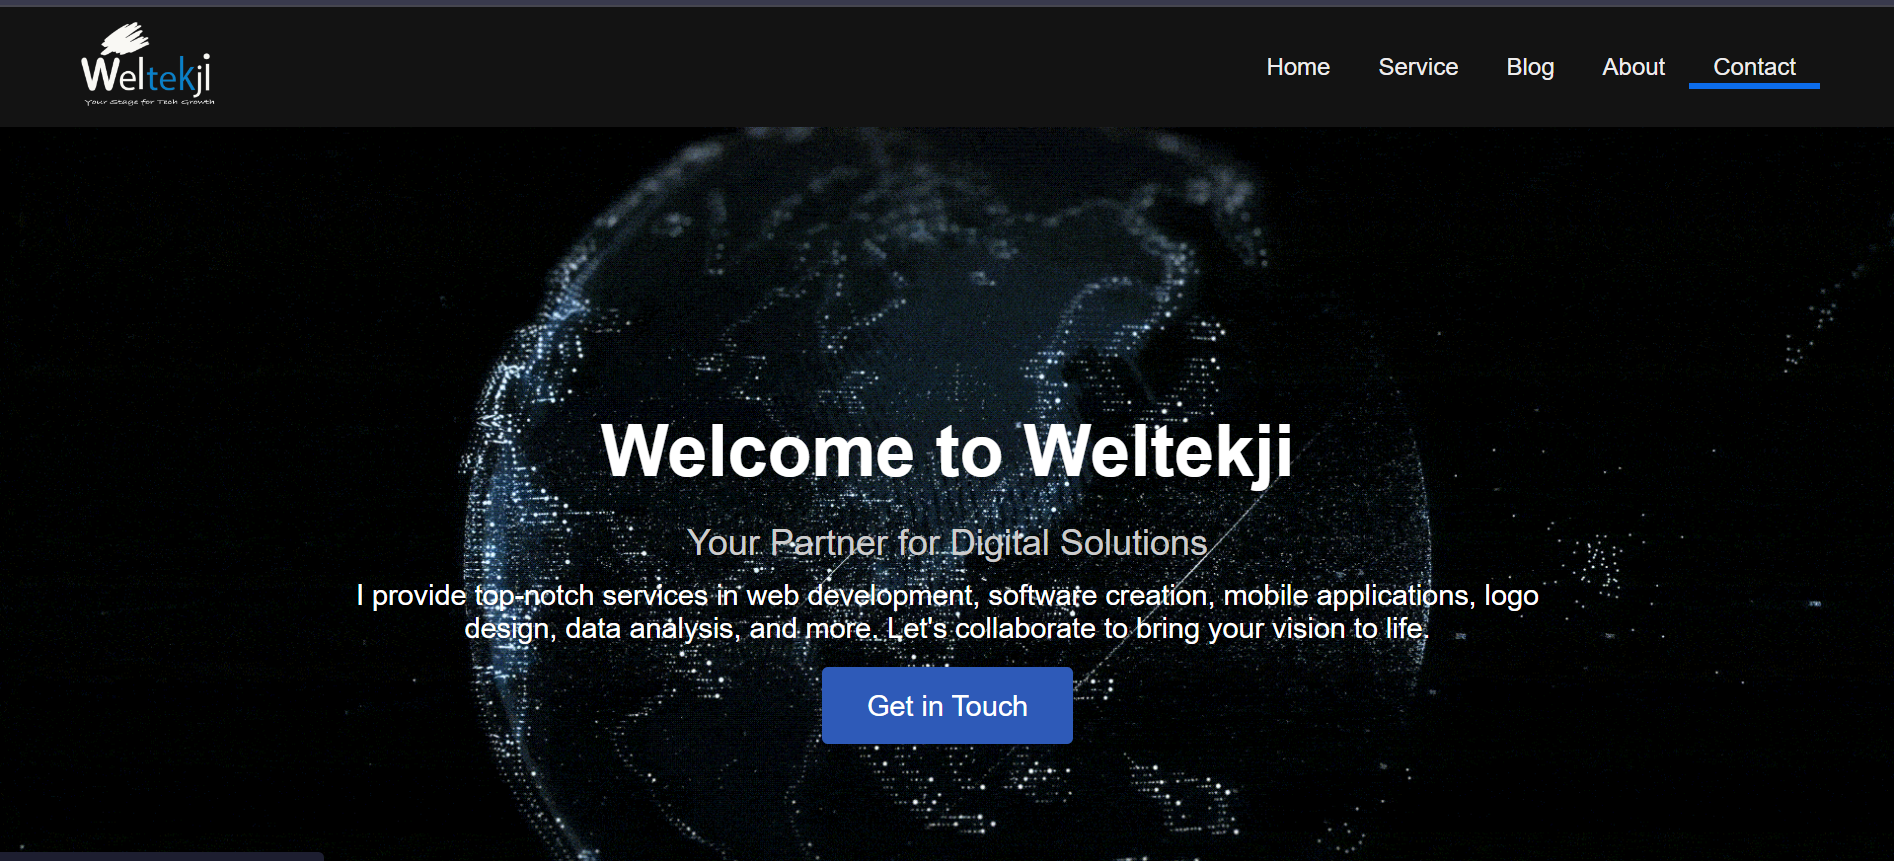 Weltekji
Your Stage for Tech Growth
Home Service Blog About Contact
Welcome to Weltekji
Your Partner for Digital Solutions
I provide top-notch services in web development, software creation, mobile applications, logo
design, data analysis, and more. Let's collaborate to bring your vision to life.
Get in Touch